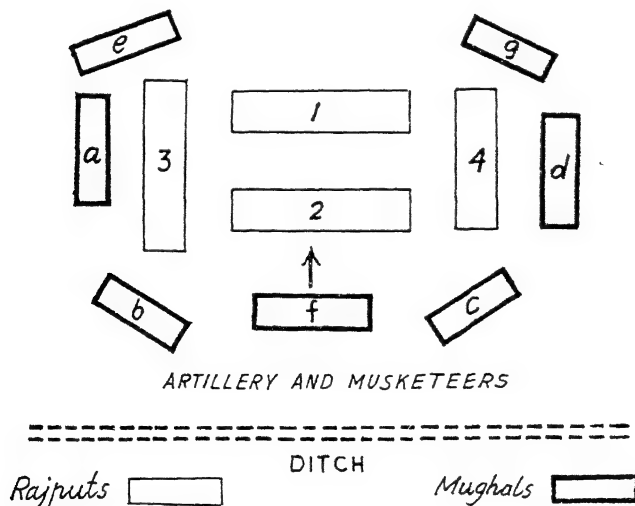 e
g
1
a
3
4
d
2
b
f
c
ARTILLERY AND MUSKETEERS
DITCH
Rajputs
Mughals